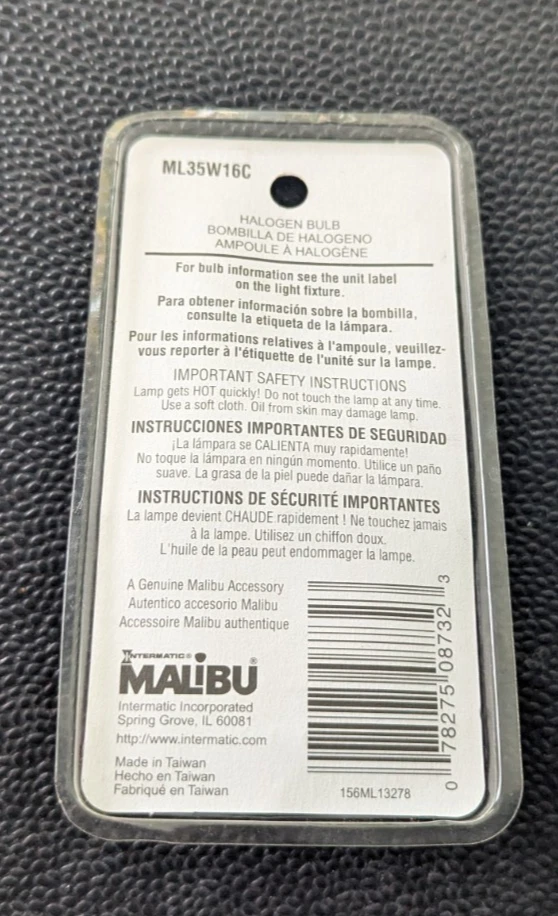 ML35W16C
HALOGEN BULB
BOMBILLA DE HALOGENO
AMPOULE À HALOGÈNE
For bulb information see the unit label
on the light fixture.
Para obtener información sobre la bombilla,
consulte la etiqueta de la lámpara.
Pour les informations relatives à l'ampoule, veuillez-
vous reporter à l'étiquette de l'unité sur la lampe.
IMPORTANT SAFETY INSTRUCTIONS
Lamp gets HOT quickly! Do not touch the lamp at any time.
Use a soft cloth. Oil from skin may damage lamp.
INSTRUCCIONES IMPORTANTES DE SEGURIDAD
¡La lámpara se CALIENTA muy rapidamente!
No toque la lámpara en ningún momento. Utilice un paño
suave. La grasa de la piel puede dañar la lámpara.
INSTRUCTIONS DE SÉCURITÉ IMPORTANTES
La lampe devient CHAUDE rapidement ! Ne touchez jamais
à la lampe. Utilisez un chiffon doux.
L'huile de la peau peut endommager la lampe.
A Genuine Malibu Accessory
Autentico accesorio Malibu
Accessoire Malibu authentique
INTERMATIC®
MALiBU®
Intermatic Incorporated
Spring Grove, IL 60081
http://www.intermatic.com
Made in Taiwan
Hecho en Taiwan
Fabriqué en Taiwan
0 78275 08732 3
156ML13278